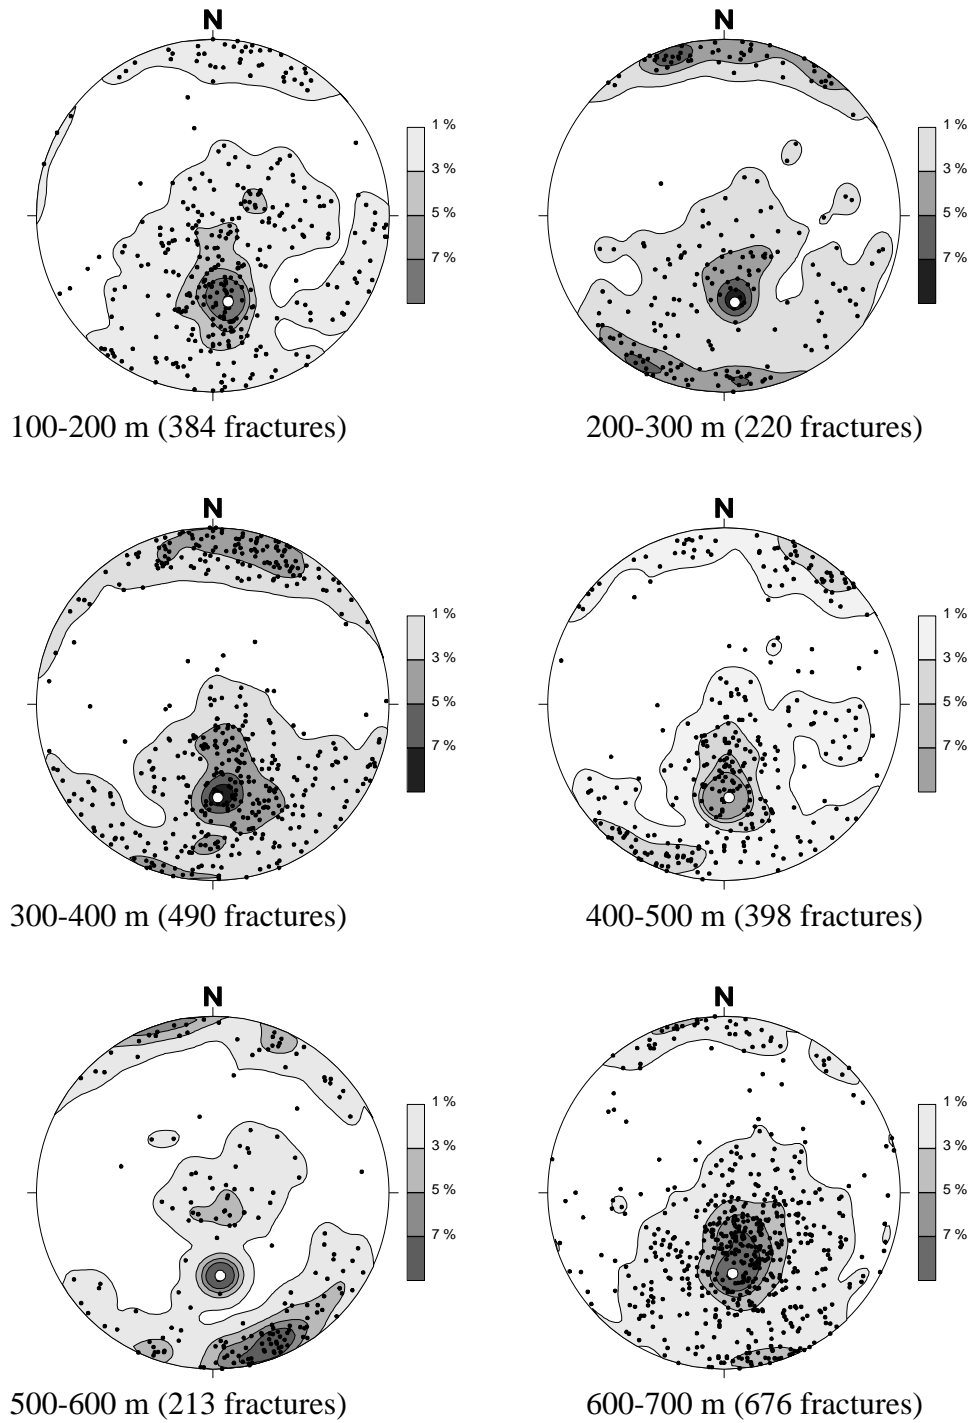 N
N
1 %
3 %
5 %
7 %
1 %
3 %
5 %
7 %
100-200 m (384 fractures)
200-300 m (220 fractures)
N
N
1 %
3 %
5 %
7 %
1 %
3 %
5 %
7 %
300-400 m (490 fractures)
400-500 m (398 fractures)
N
N
1 %
3 %
5 %
7 %
1 %
3 %
5 %
7 %
500-600 m (213 fractures)
600-700 m (676 fractures)